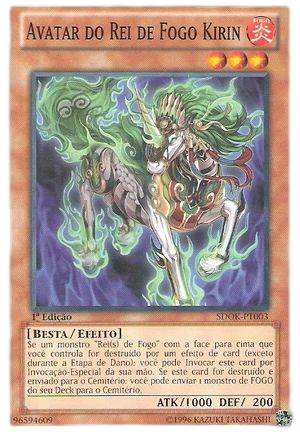 AVATAR DO REI DE FOGO KIRIN
FOGO
炎
1ª Edição
SDOK-PT003
[BESTA / EFEITO]
Se um monstro "Rei(s) de Fogo" com a face para cima que
você controla for destruído por um efeito de card (exceto
durante a Etapa de Dano): você pode Invocar este card por
Invocação-Especial da sua mão. Se este card for destruído e
enviado para o Cemitério: você pode enviar 1 monstro de FOGO
do seu Deck para o Cemitério.
ATK/1000 DEF/ 200
96594609
©1996 KAZUKI TAKAHASHI